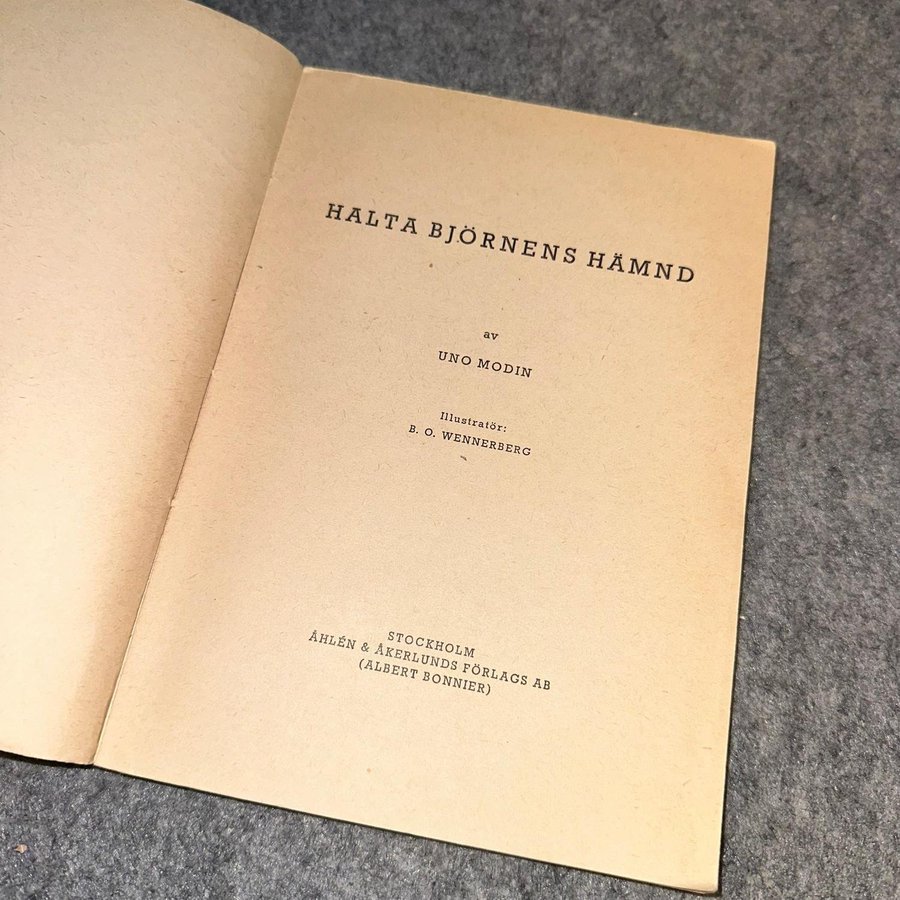 HALTA BJÖRNENS HÄMND
av
UNO MODIN
Illustratör:
B. O. WENNERBERG
STOCKHOLM
ÅHLÉN & ÅKERLUNDS FÖRLAGS AB
(ALBERT BONNIER)